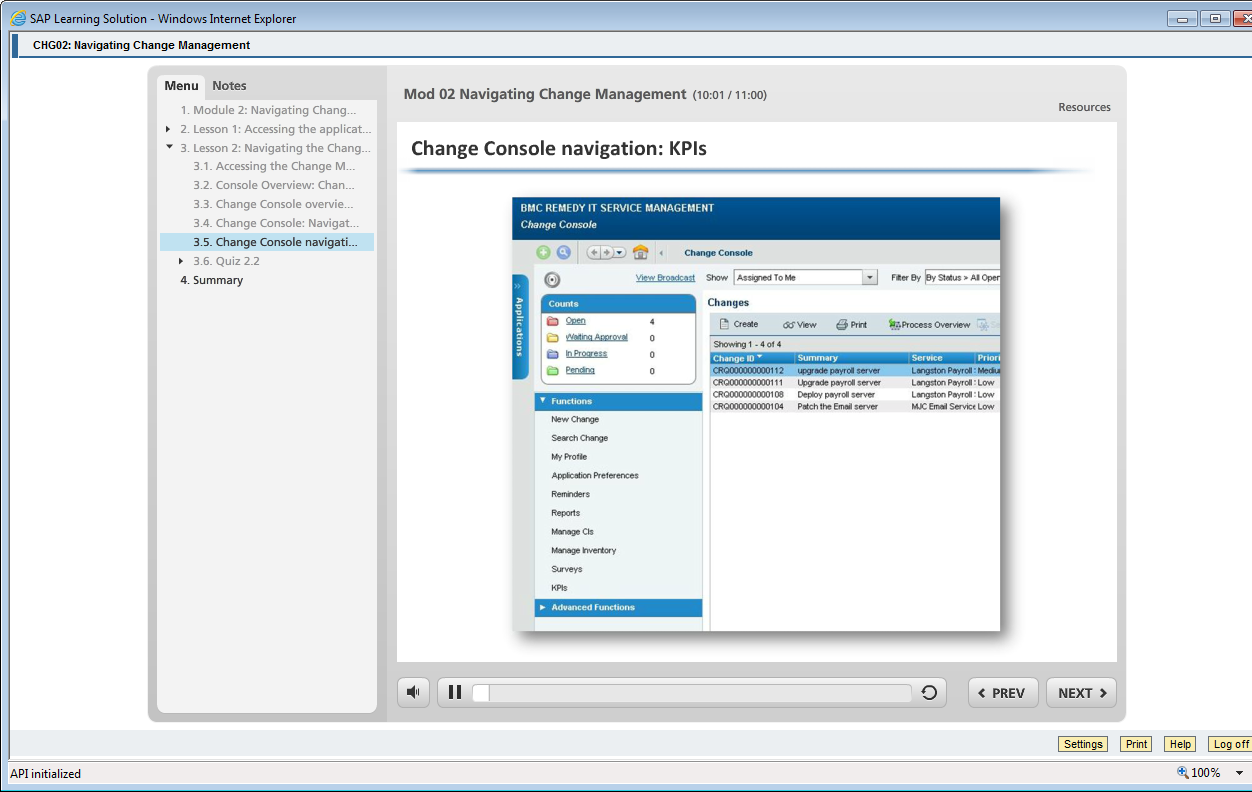 SAP Learning Solution - Windows Internet Explorer
CHG02: Navigating Change Management
Menu
Notes
1. Module 2: Navigating Chang...
2. Lesson 1: Accessing the applicat...
3. Lesson 2: Navigating the Chang...
3.1. Accessing the Change M...
3.2. Console Overview: Chan...
3.3. Change Console overvie...
3.4. Change Console: Navigat...
3.5. Change Console navigati...
3.6. Quiz 2.2
4. Summary
Mod 02 Navigating Change Management (10:01 / 11:00)
Resources
Change Console navigation: KPIs
BMC REMEDY IT SERVICE MANAGEMENT
Change Console
Change Console
Applications
View Broadcast
Show Assigned To Me
Filter By By Status > All Open
Counts
Open 4
Waiting Approval 0
In Progress 0
Pending 0
Functions
New Change
Search Change
My Profile
Application Preferences
Reminders
Reports
Manage CIs
Manage Inventory
Surveys
KPIs
Advanced Functions
Changes
Create View Print Process Overview
Showing 1 - 4 of 4
Change ID Summary Service Priori
CRQ000000000112 upgrade payroll server Langston Payroll : Mediu
CRQ000000000111 Upgrade payroll server Langston Payroll : Low
CRQ000000000108 Deploy payroll server Langston Payroll : Low
CRQ000000000104 Patch the Email server MJC Email Service Low
PREV
NEXT
Settings Print Help Log off
API initialized
100%